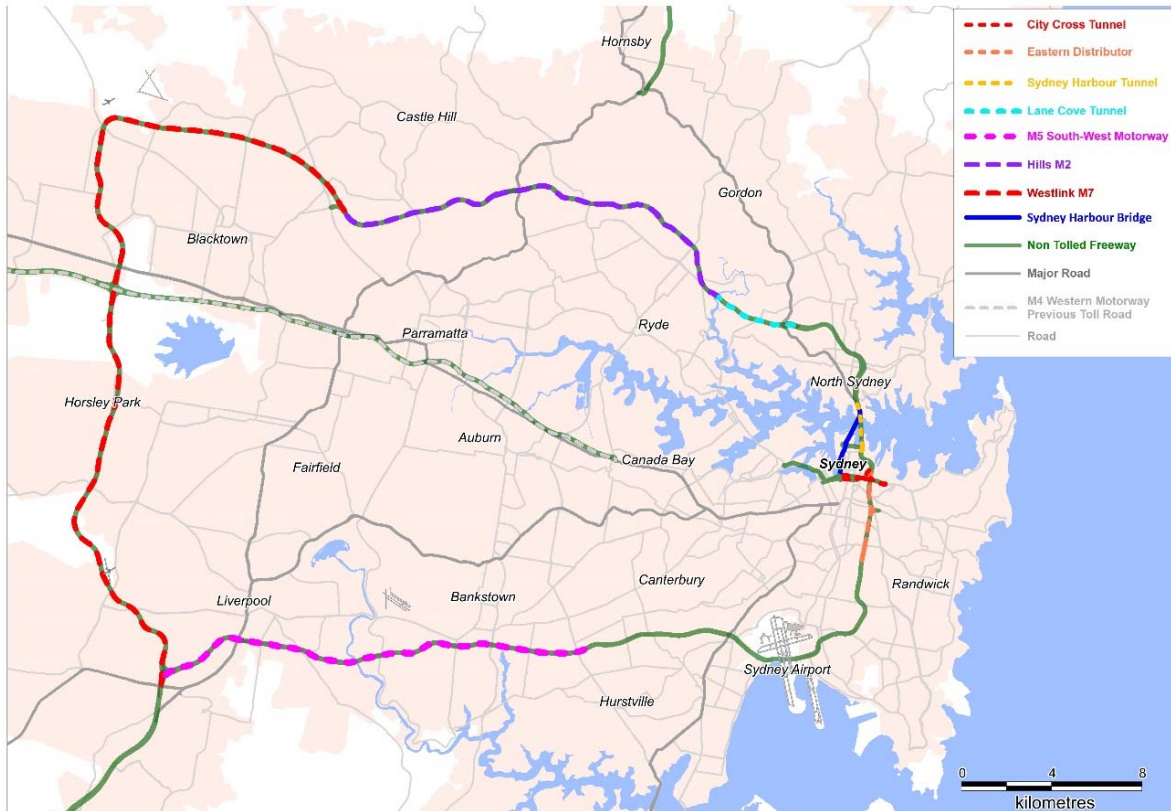 City Cross Tunnel
Eastern Distributor
Sydney Harbour Tunnel
Lane Cove Tunnel
M5 South-West Motorway
Hills M2
Westlink M7
Sydney Harbour Bridge
Non Tolled Freeway
Major Road
M4 Western Motorway
Previous Toll Road
Road
Hornsby
Castle Hill
Gordon
Blacktown
Parramatta
Ryde
North Sydney
Horsley Park
Auburn
Canada Bay
Sydney
Fairfield
Canterbury
Randwick
Liverpool
Bankstown
Sydney Airport
Hurstville
0 4 8
kilometres